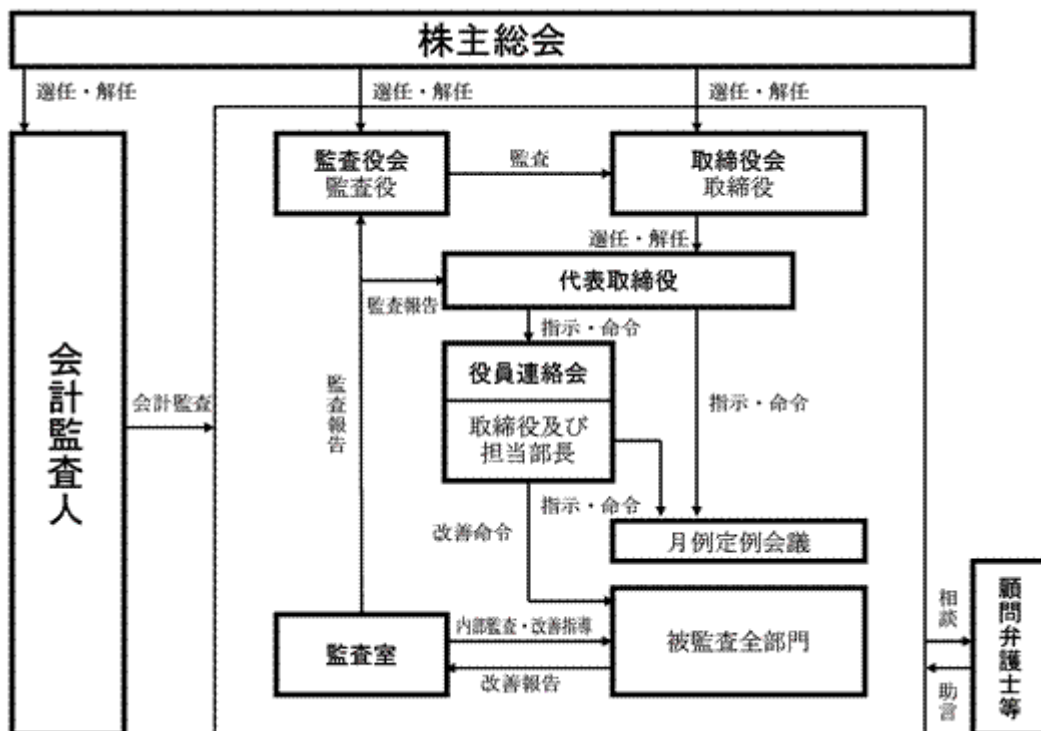 株主総会
選任・解任
選任・解任
選任・解任
監査役会
監査役
監査
取締役会
取締役
選任・解任
代表取締役
監査報告
指示・命令
役員連絡会
取締役及び
担当部長
指示・命令
会計監査人
会計監査
監査報告
指示・命令
改善命令
月例定例会議
監査室
内部監査・改善指導
改善報告
被監査全部門
相談
助言
顧問弁護士等